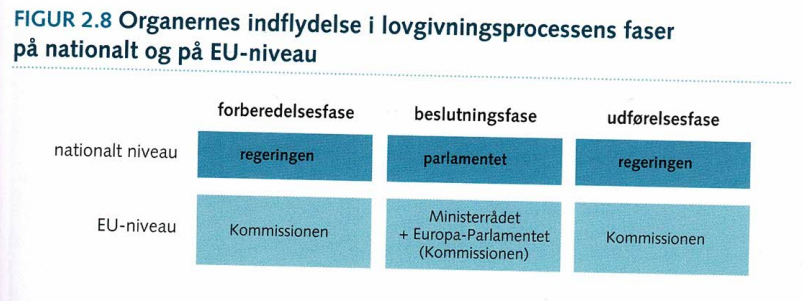 FIGUR 2.8 Organernes indflydelse i lovgivningsprocessens faser
på nationalt og på EU-niveau
forberedelsesfase beslutningsfase udførelsesfase
nationalt niveau regeringen parlamentet regeringen
EU-niveau Kommissionen Ministerrådet
+ Europa-Parlamentet
(Kommissionen) Kommissionen